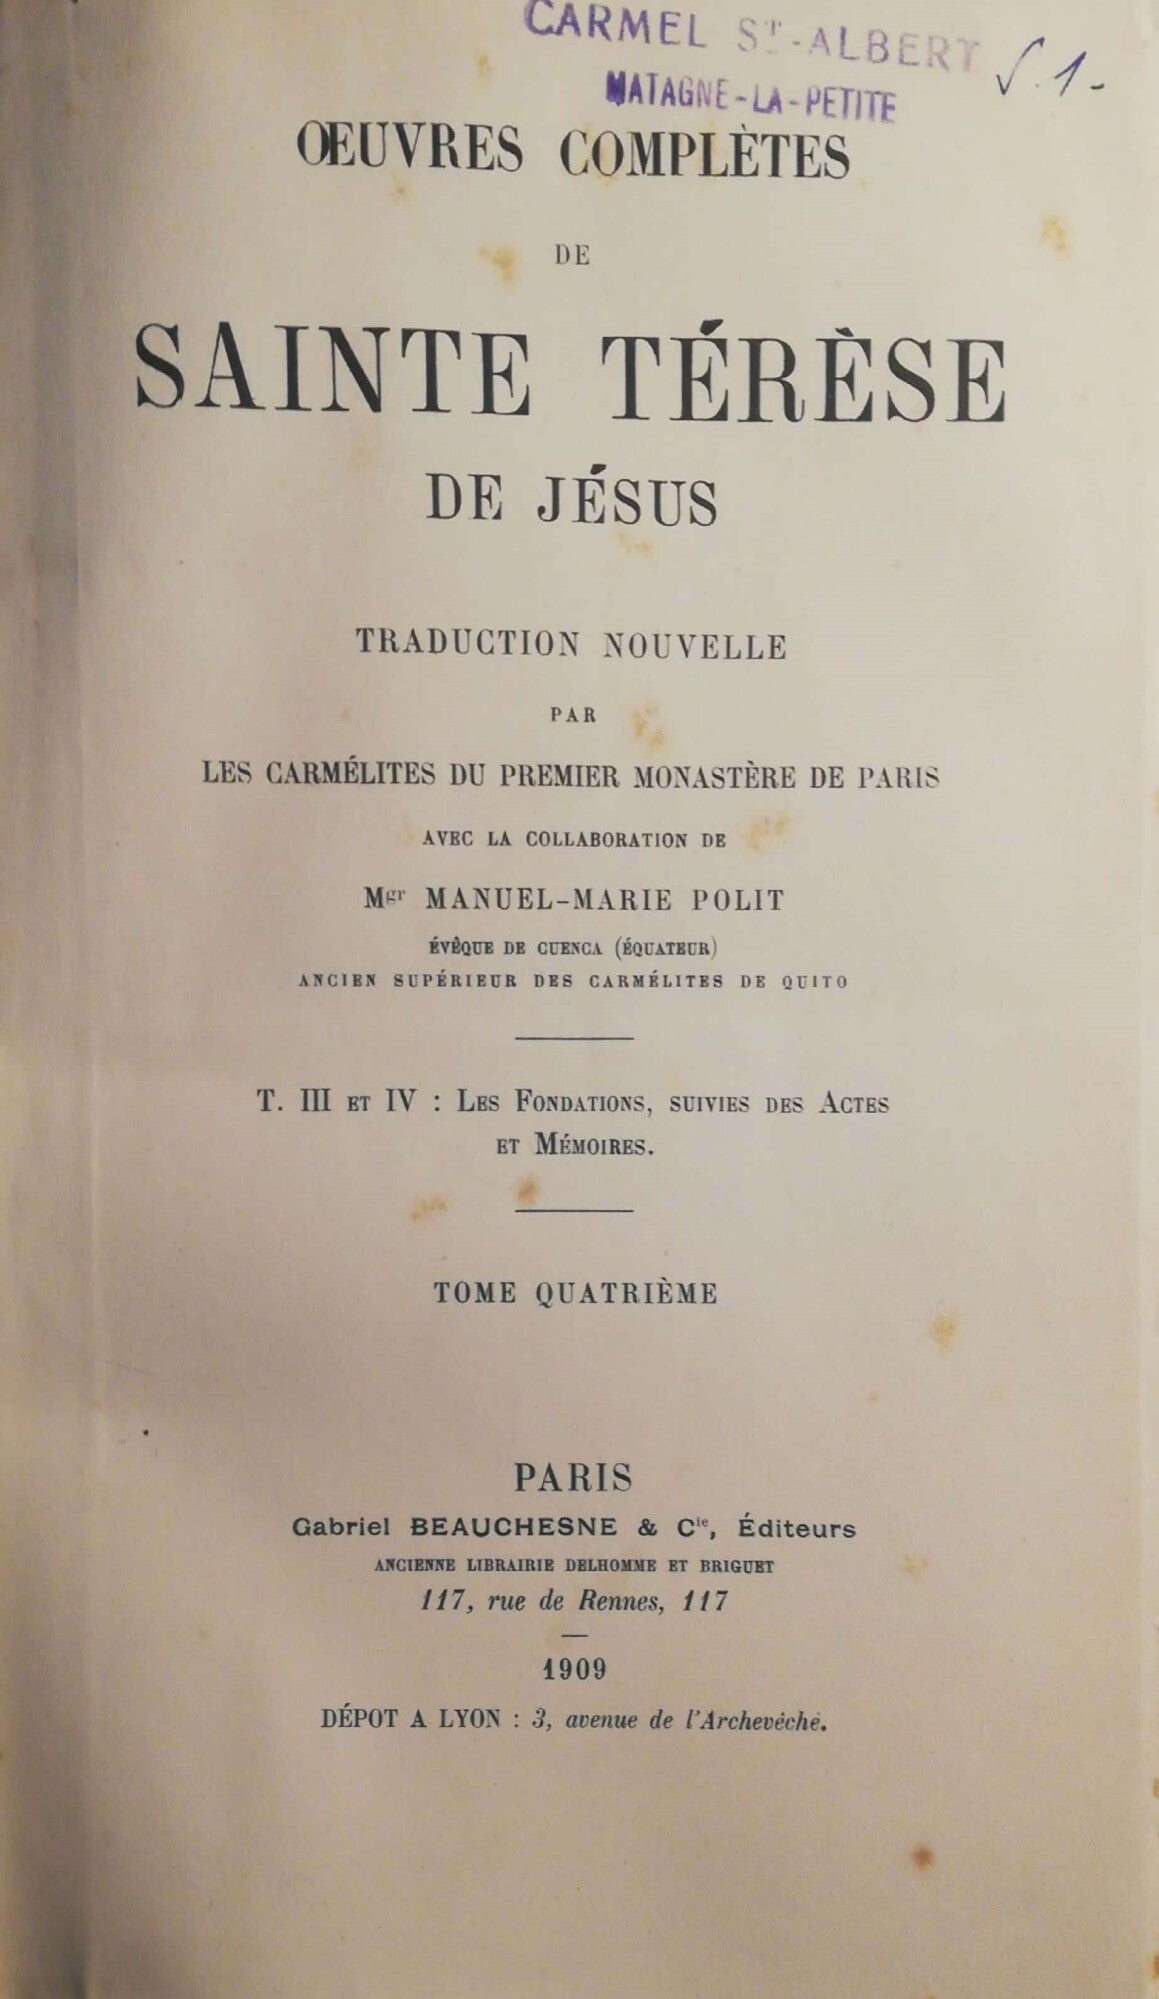 CARMEL ST-ALBERT
MATAGNE-LA-PETITE
ŒUVRES COMPLÈTES
DE
SAINTE TÉRÈSE
DE JÉSUS
TRADUCTION NOUVELLE
PAR
LES CARMÉLITES DU PREMIER MONASTÈRE DE PARIS
AVEC LA COLLABORATION DE
Mgr MANUEL-MARIE POLIT
ÉVÊQUE DE CUENCA (ÉQUATEUR)
ANCIEN SUPÉRIEUR DES CARMÉLITES DE QUITO
T. III ET IV : LES FONDATIONS, SUIVIES DES ACTES
ET MÉMOIRES.
TOME QUATRIÈME
PARIS
Gabriel BEAUCHESNE & Cie, Éditeurs
ANCIENNE LIBRAIRIE DELHOMME ET BRIGUET
117, rue de Rennes, 117
1909
DÉPOT A LYON : 3, avenue de l'Archevêché.